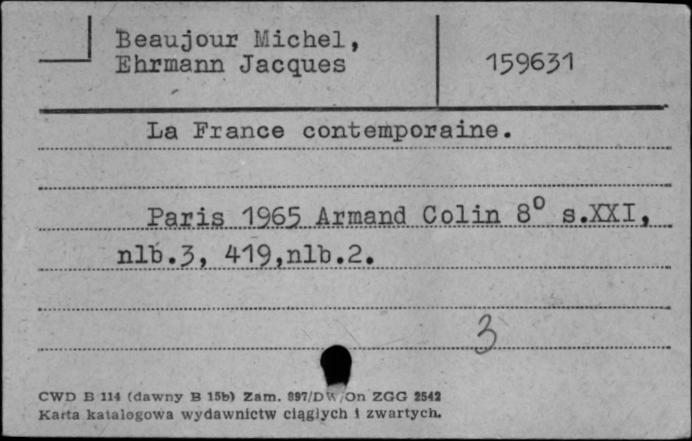 Beaujour Michel,
Ehrmann Jacques
159631
La France contemporaine.
Paris 1965 Armand Colin 8° s.XXI,
nlb.3, 419,nlb.2.
3
CWD B 114 (dawny B 15b) Zam. 897/DW/On ZGG 2542
Karta katalogowa wydawnictw ciągłych i zwartych.